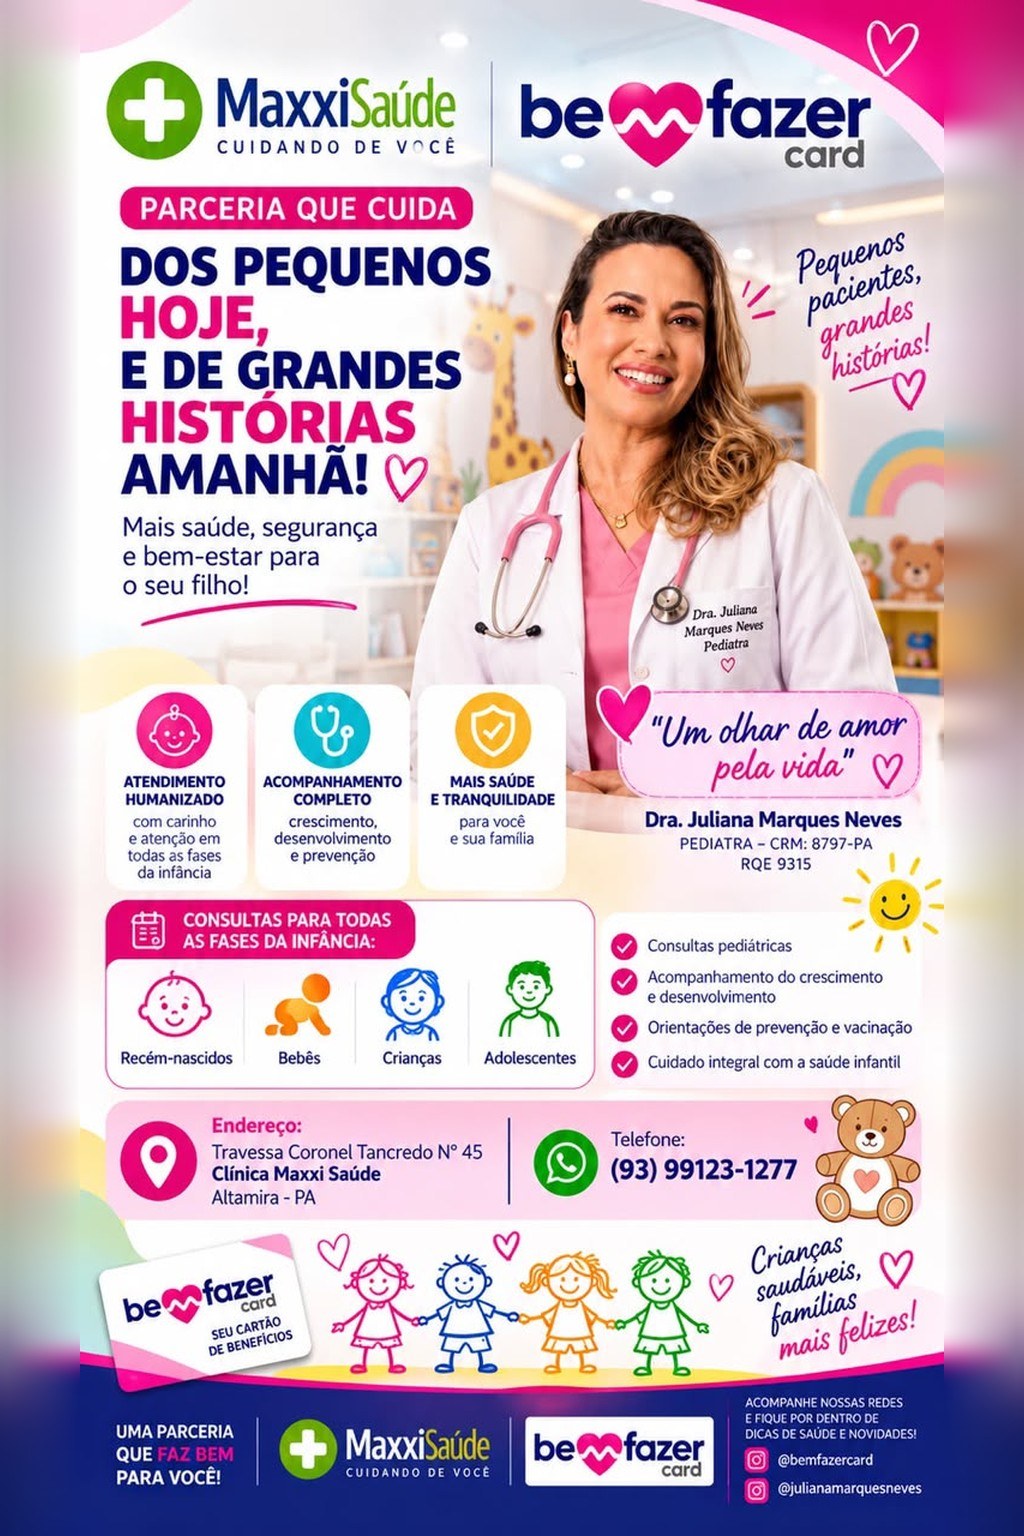 MaxxiSaúde
CUIDANDO DE VOCÊ
bemfazer
card
PARCERIA QUE CUIDA
DOS PEQUENOS
HOJE,
E DE GRANDES
HISTÓRIAS
AMANHÃ!
Mais saúde, segurança
e bem-estar para
o seu filho!
Pequenos
pacientes,
grandes
histórias!
Dra. Juliana
Marques Neves
Pediatra
"Um olhar de amor
pela vida"
Dra. Juliana Marques Neves
PEDIATRA – CRM: 8797-PA
RQE 9315
ATENDIMENTO
HUMANIZADO
com carinho
e atenção em
todas as fases
da infância
ACOMPANHAMENTO
COMPLETO
crescimento,
desenvolvimento
e prevenção
MAIS SAÚDE
E TRANQUILIDADE
para você
e sua família
CONSULTAS PARA TODAS
AS FASES DA INFÂNCIA:
Recém-nascidos
Bebês
Crianças
Adolescentes
Consultas pediátricas
Acompanhamento do crescimento
e desenvolvimento
Orientações de prevenção e vacinação
Cuidado integral com a saúde infantil
Endereço:
Travessa Coronel Tancredo N° 45
Clínica Maxxi Saúde
Altamira - PA
Telefone:
(93) 99123-1277
bemfazer
card
SEU CARTÃO
DE BENEFÍCIOS
Crianças
saudáveis,
famílias
mais felizes!
UMA PARCERIA
QUE FAZ BEM
PARA VOCÊ!
MaxxiSaúde
CUIDANDO DE VOCÊ
bemfazer
card
ACOMPANHE NOSSAS REDES
E FIQUE POR DENTRO DE
DICAS DE SAÚDE E NOVIDADES!
@bemfazercard
@julianamarquesneves